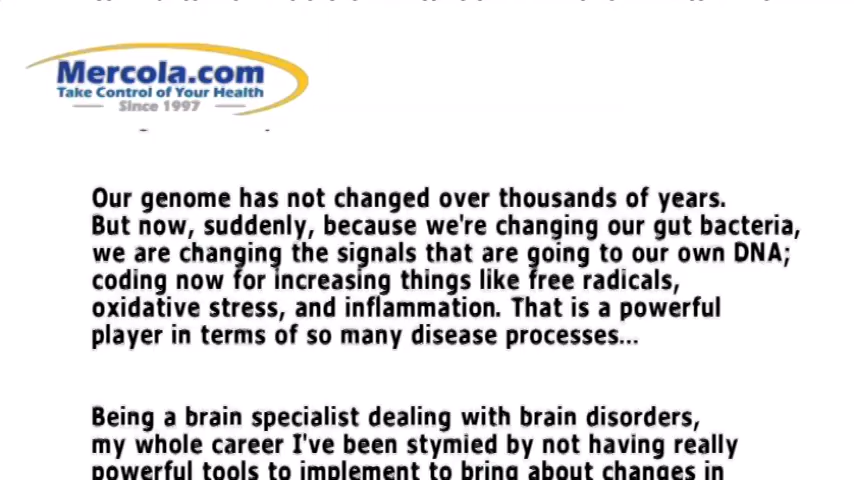 Mercola.com
Take Control of Your Health
Since 1997
Our genome has not changed over thousands of years.
But now, suddenly, because we're changing our gut bacteria,
we are changing the signals that are going to our own DNA;
coding now for increasing things like free radicals,
oxidative stress, and inflammation. That is a powerful
player in terms of so many disease processes...
Being a brain specialist dealing with brain disorders,
my whole career I've been stymied by not having really
powerful tools to implement to bring about changes in